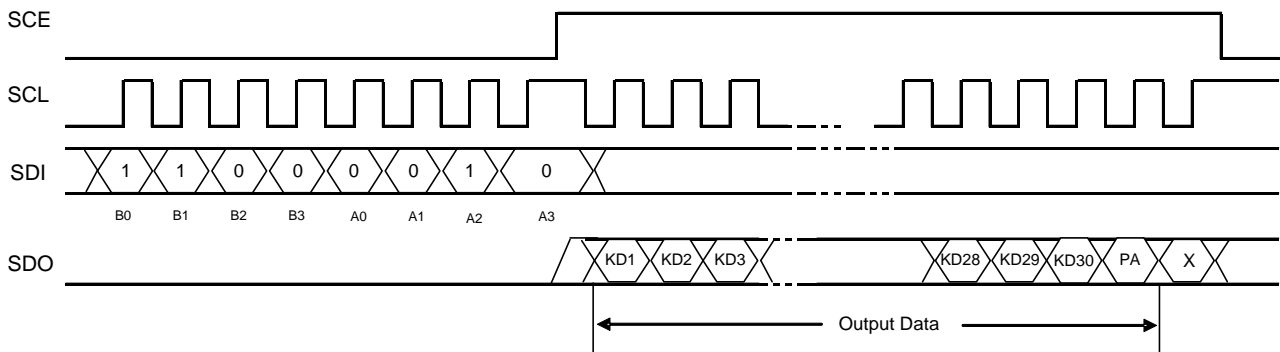 SCE
SCL
SDI 1 1 0 0 0 0 1 0
B0 B1 B2 B3 A0 A1 A2 A3
SDO KD1 KD2 KD3 KD28 KD29 KD30 PA X
Output Data